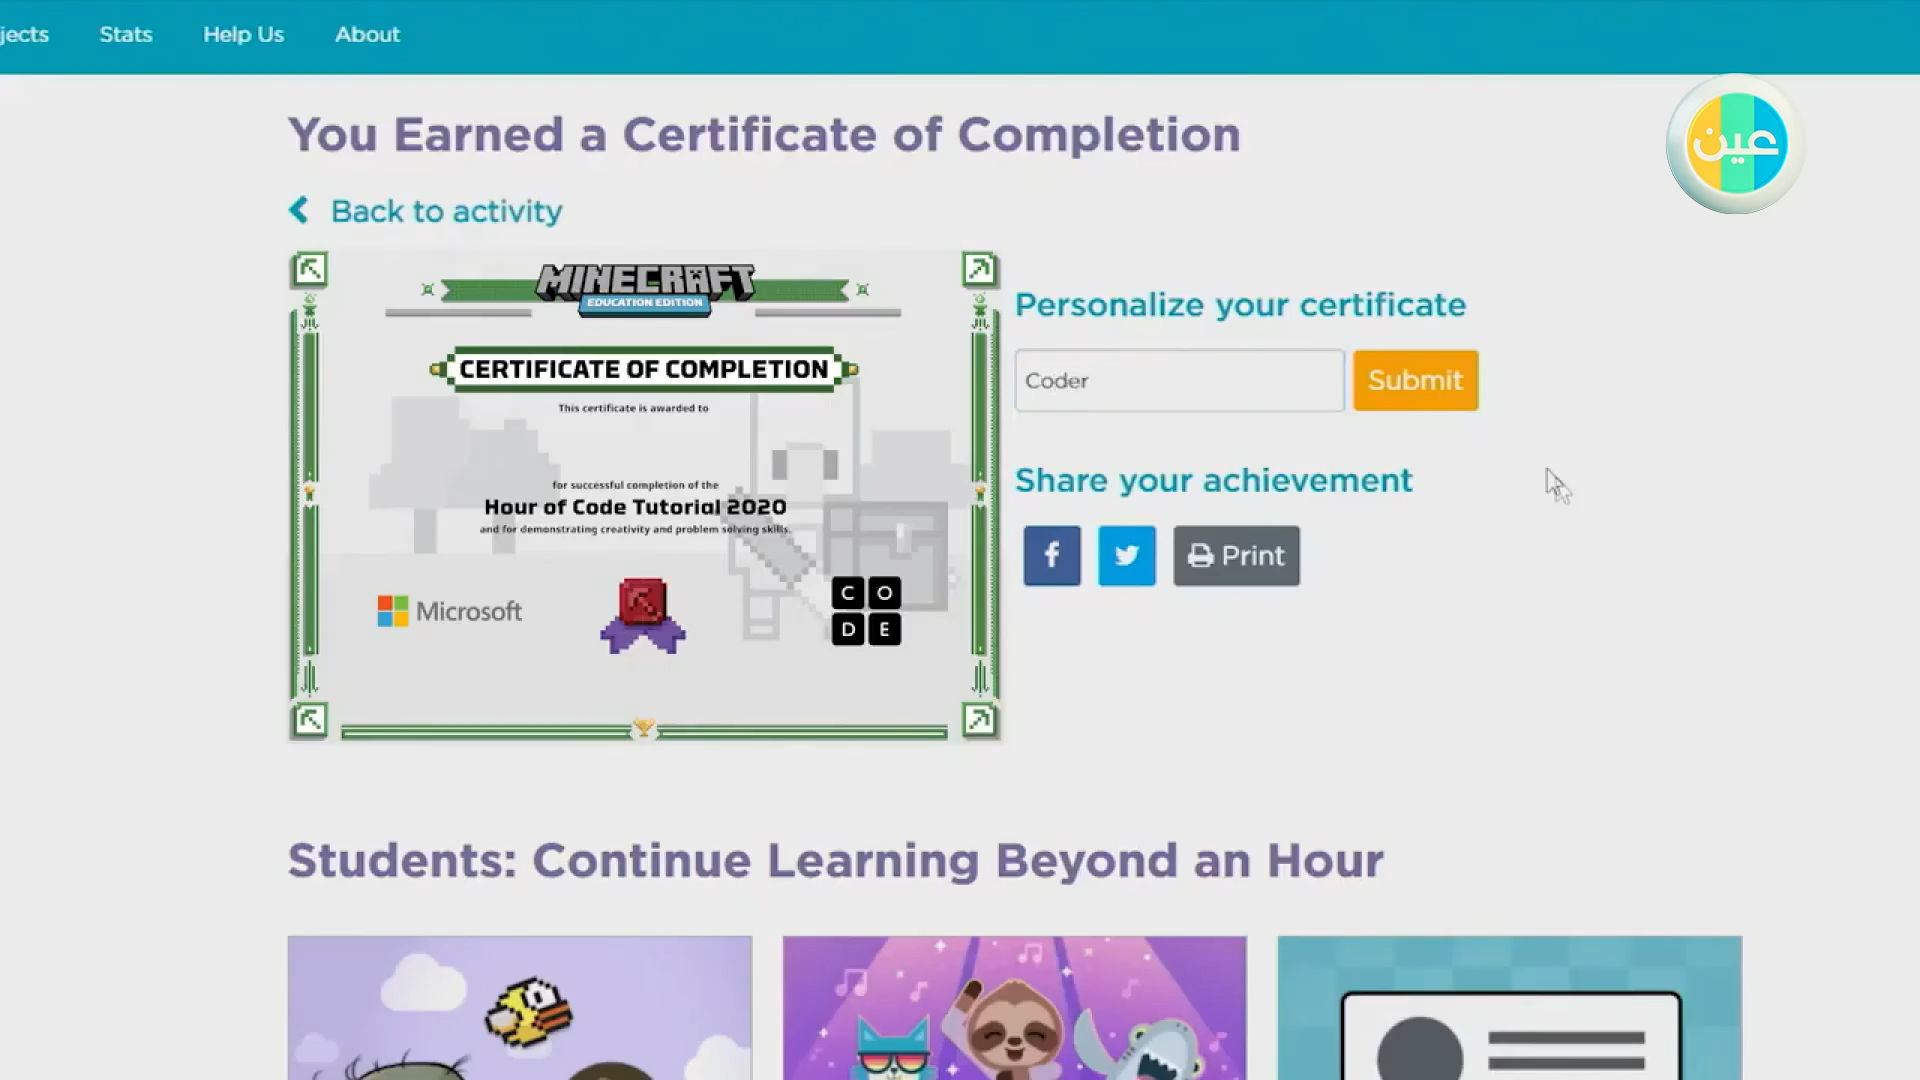 jects
Stats
Help Us
About
عين
You Earned a Certificate of Completion
Back to activity
MINECRAFT
EDUCATION EDITION
CERTIFICATE OF COMPLETION
This certificate is awarded to
for successful completion of the
Hour of Code Tutorial 2020
and for demonstrating creativity and problem solving skills.
Microsoft
C O
D E
Personalize your certificate
Coder
Submit
Share your achievement
f
Print
Students: Continue Learning Beyond an Hour